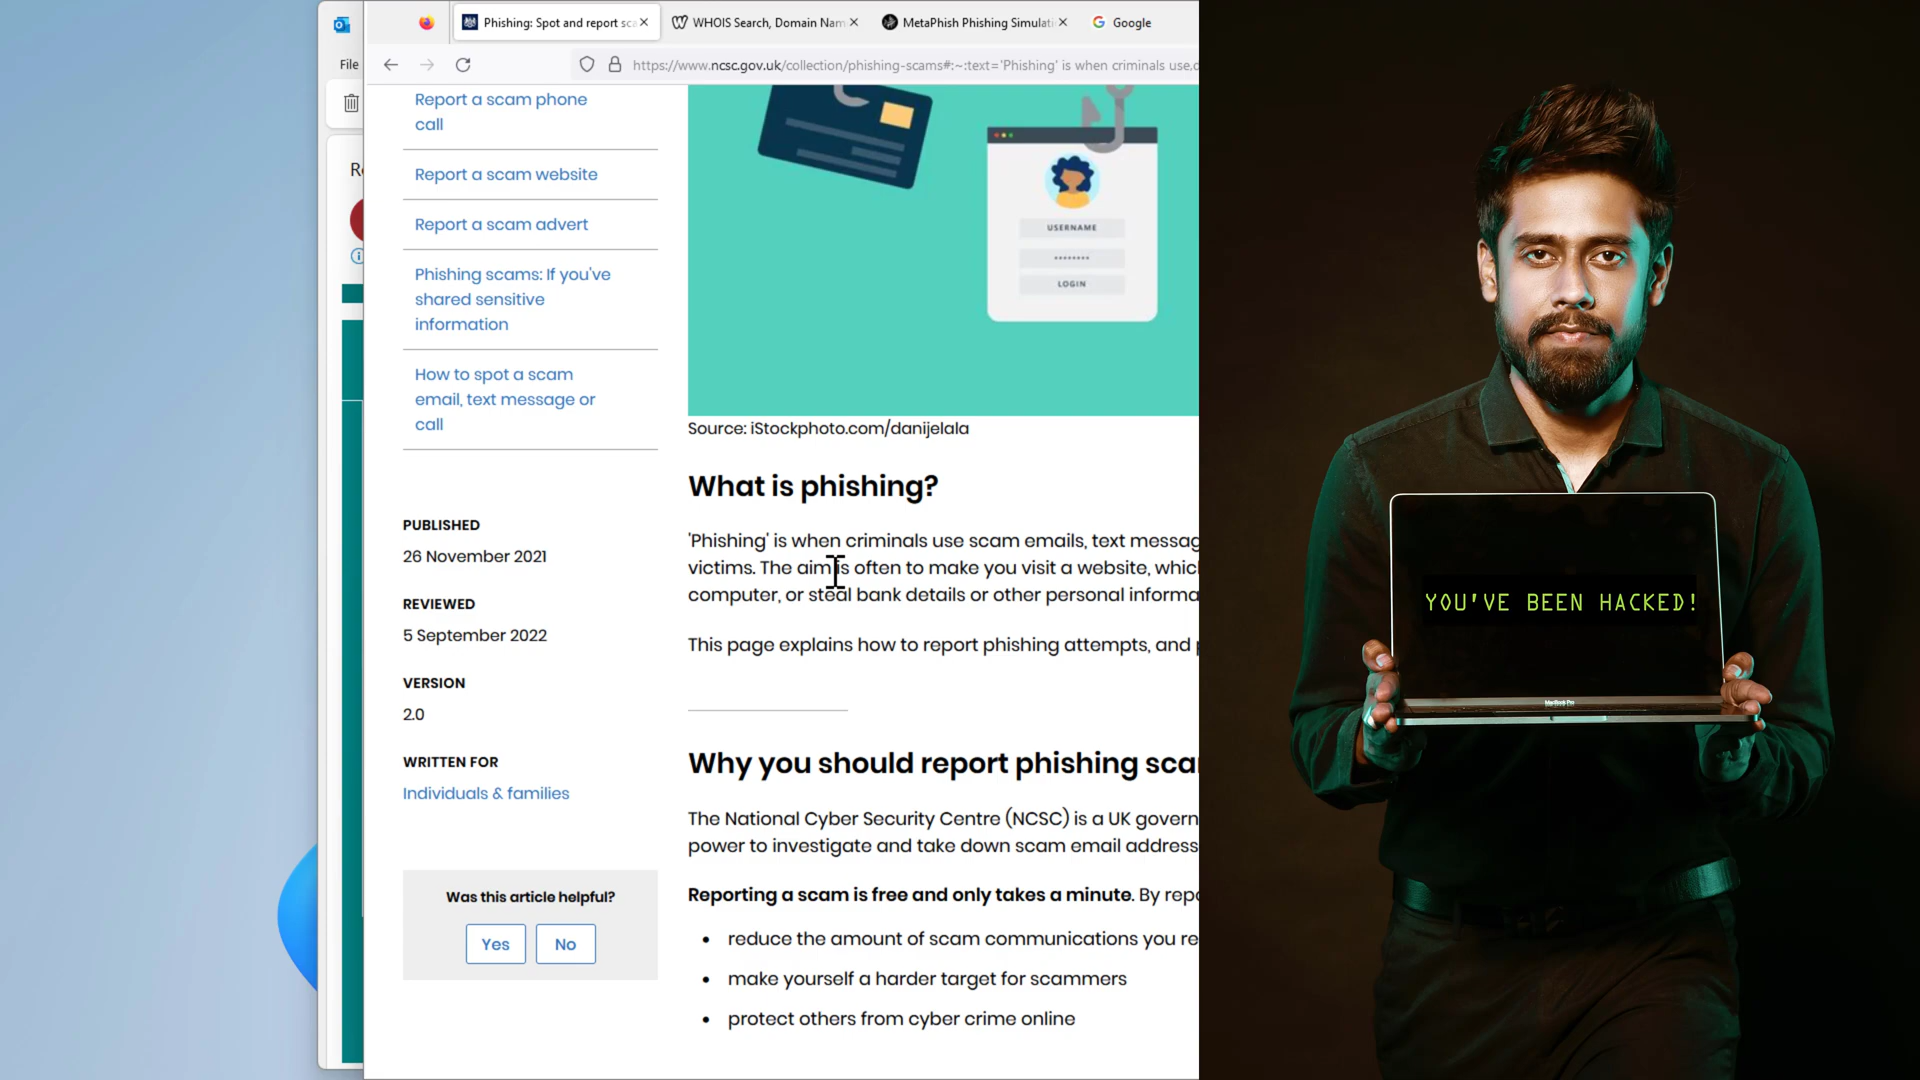 Phishing: Spot and report sca
WHOIS Search, Domain Nam
MetaPhish Phishing Simulati
Google
File
https://www.ncsc.gov.uk/collection/phishing-scams#:~:text='Phishing' is when criminals use,d
Re
Report a scam phone
call
Report a scam website
Report a scam advert
Phishing scams: If you've
shared sensitive
information
How to spot a scam
email, text message or
call
PUBLISHED
26 November 2021
REVIEWED
5 September 2022
VERSION
2.0
WRITTEN FOR
Individuals & families
Was this article helpful?
Yes
No
USERNAME
********
LOGIN
Source: iStockphoto.com/danijelala
What is phishing?
'Phishing' is when criminals use scam emails, text messag
victims. The aim is often to make you visit a website, whicl
computer, or steal bank details or other personal informa
This page explains how to report phishing attempts, and p
Why you should report phishing scar
The National Cyber Security Centre (NCSC) is a UK govern
power to investigate and take down scam email address
Reporting a scam is free and only takes a minute. By repo
• reduce the amount of scam communications you re
• make yourself a harder target for scammers
• protect others from cyber crime online
YOU'VE BEEN HACKED!
MacBook Pro